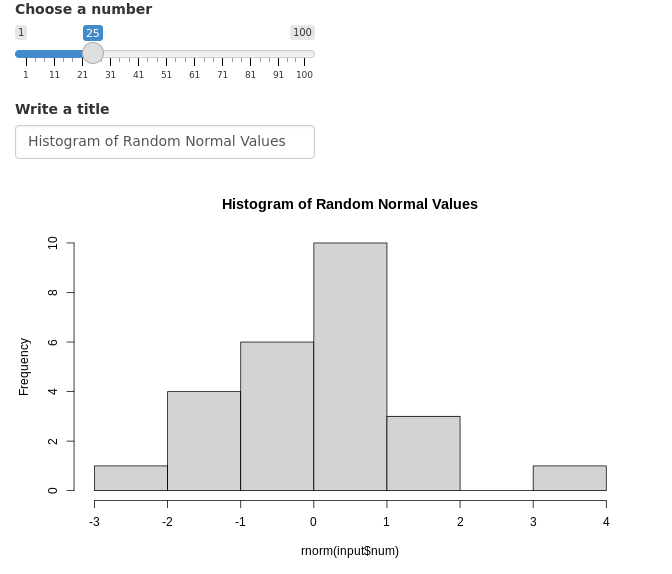 Choose a number
1 25 100
1 11 21 31 41 51 61 71 81 91 100
Write a title
Histogram of Random Normal Values
Histogram of Random Normal Values
10
8
6
4
2
0
Frequency
-3 -2 -1 0 1 2 3 4
rnorm(input$num)